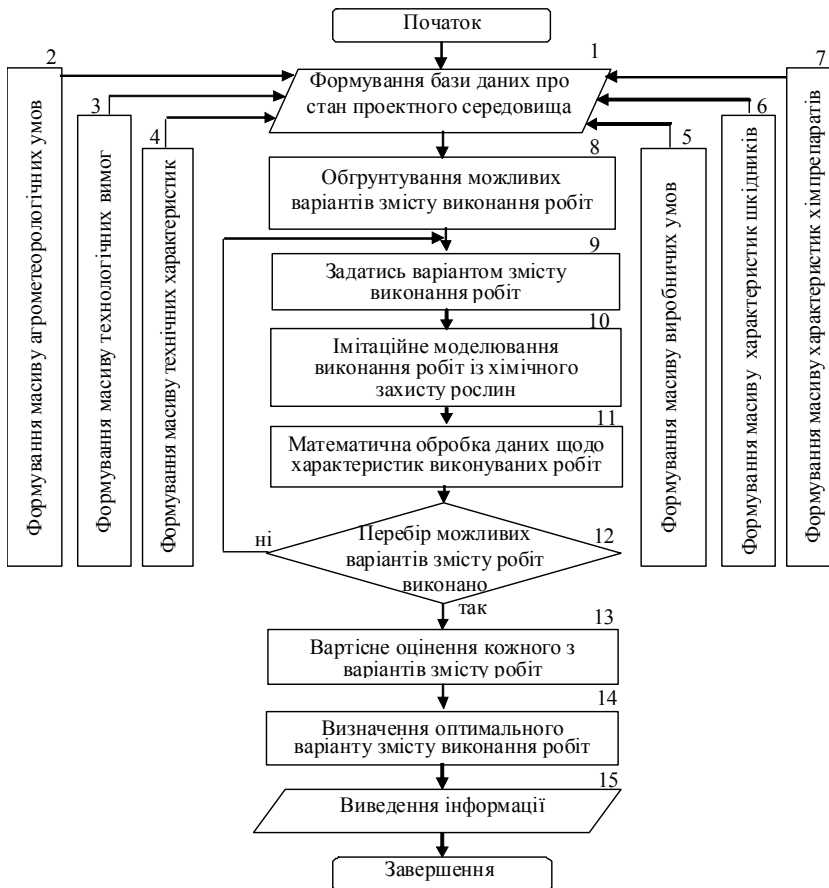 Початок
1
Формування бази даних про
стан проектного середовища
2
Формування масиву агрометеорологічних умов
3
Формування масиву технологічних вимог
4
Формування масиву технічних характеристик
5
Формування масиву виробничих умов
6
Формування масиву характеристик шкідників
7
Формування масиву характеристик хімпрепаратів
8
Обгрунтування можливих
варіантів змісту виконання робіт
9
Задатись варіантом змісту
виконання робіт
10
Імітаційне моделювання
виконання робіт із хімічного
захисту рослин
11
Математична обробка даних щодо
характеристик виконуваних робіт
12
Перебір можливих
варіантів змісту робіт
виконано
ні
так
13
Вартісне оцінення кожного з
варіантів змісту робіт
14
Визначення оптимального
варіанту змісту виконання робіт
15
Виведення інформації
Завершення